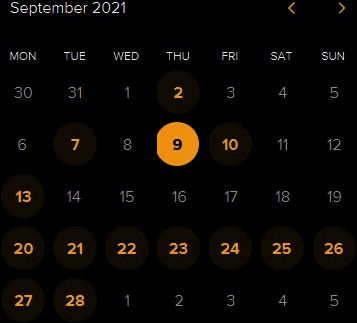 September 2021
MON TUE WED THU FRI SAT SUN
30 31 1 2 3 4 5
6 7 8 9 10 11 12
13 14 15 16 17 18 19
20 21 22 23 24 25 26
27 28 1 2 3 4 5